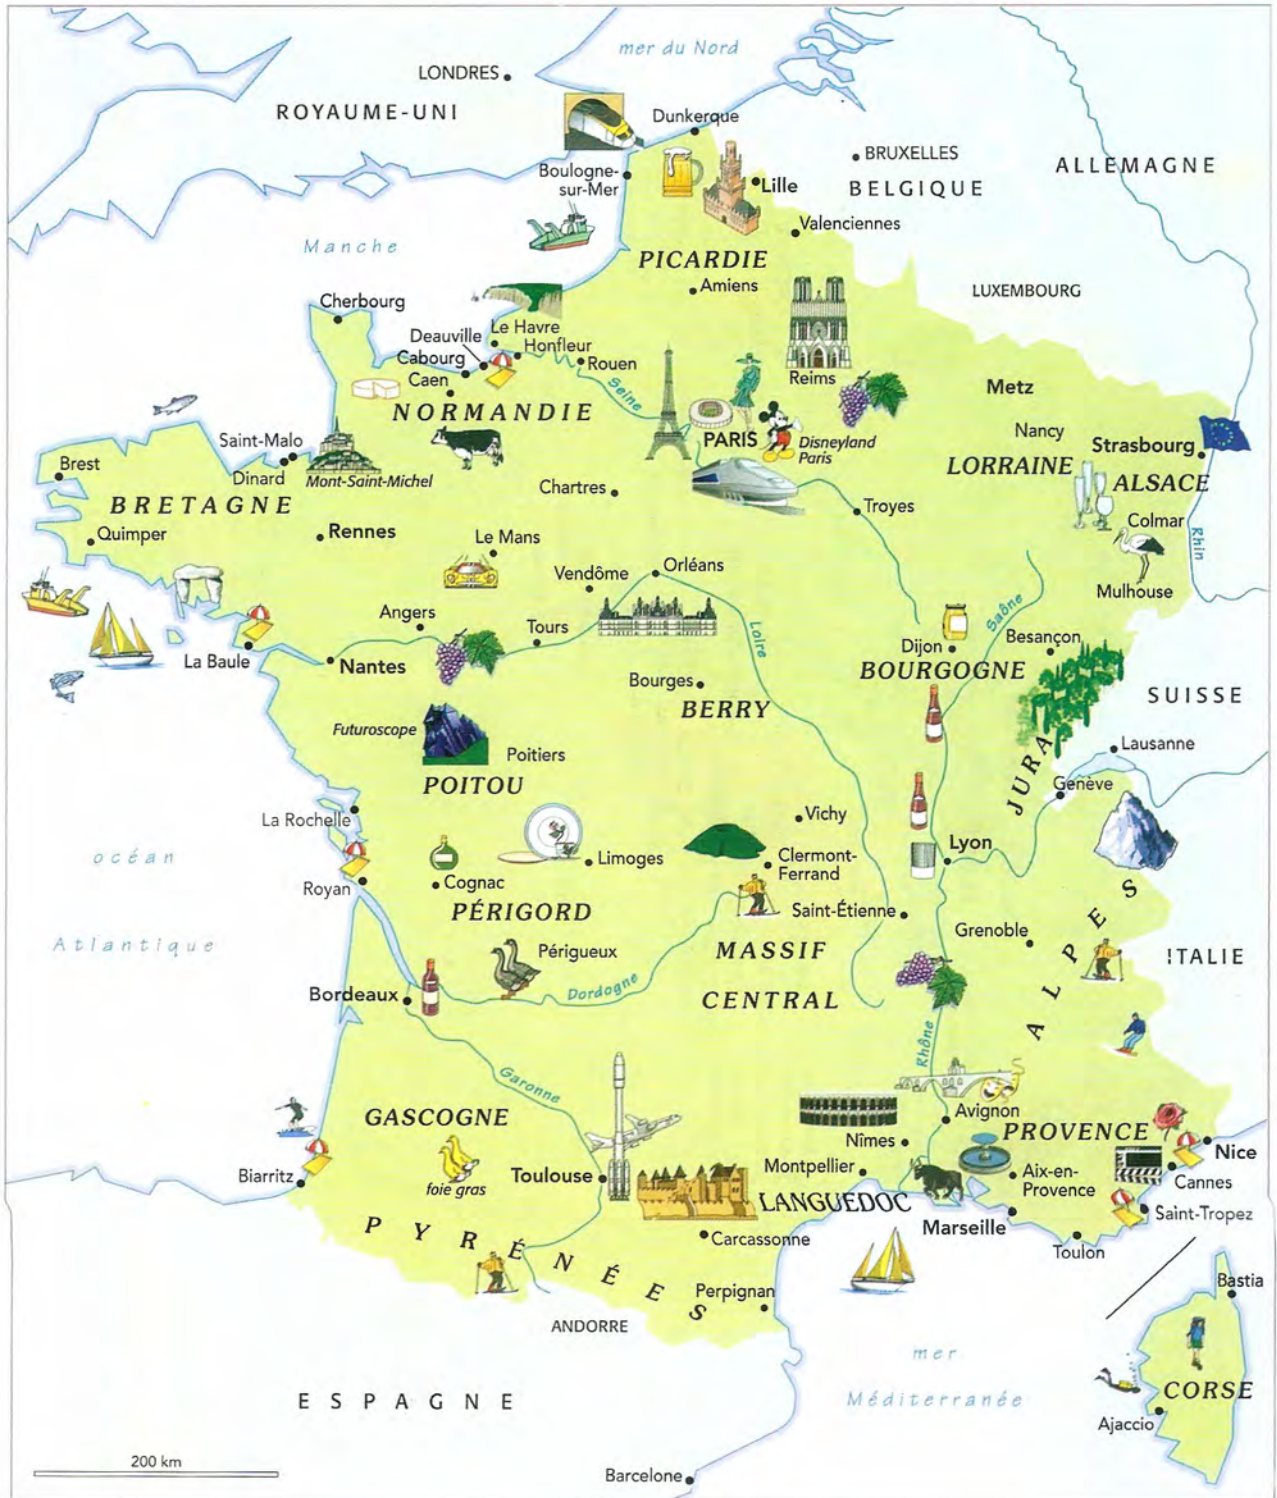 mer du Nord
LONDRES
ROYAUME-UNI
Dunkerque
BRUXELLES
ALLEMAGNE
Boulogne-
sur-Mer
Lille
BELGIQUE
Valenciennes
Manche
PICARDIE
Amiens
LUXEMBOURG
Cherbourg
Deauville
Le Havre
Honfleur
Cabourg
Rouen
Caen
Reims
Metz
NORMANDIE
Seine
PARIS
Disneyland
Paris
Nancy
Strasbourg
Saint-Malo
Brest
Dinard
Mont-Saint-Michel
LORRAINE
ALSACE
Chartres
BRETAGNE
Troyes
Colmar
Rennes
Quimper
Le Mans
Rhin
Vendôme
Orléans
Mulhouse
Angers
Tours
Loire
Saône
Dijon
Besançon
La Baule
Nantes
BOURGOGNE
Bourges
BERRY
SUISSE
Futuroscope
Poitiers
Lausanne
POITOU
JURA
Genève
La Rochelle
Vichy
océan
Limoges
Clermont-
Ferrand
Lyon
Royan
Cognac
PÉRIGORD
Saint-Étienne
ALPES
Grenoble
Atlantique
Périgueux
MASSIF
CENTRAL
ITALIE
Bordeaux
Dordogne
Rhône
Garonne
GASCOGNE
Avignon
PROVENCE
Nîmes
Nice
Biarritz
foie gras
Toulouse
Montpellier
Aix-en-
Provence
Cannes
LANGUEDOC
Marseille
Saint-Tropez
PYRÉNÉES
Carcassonne
Toulon
Perpignan
Bastia
ANDORRE
mer
Méditerranée
ESPAGNE
CORSE
Ajaccio
200 km
Barcelone